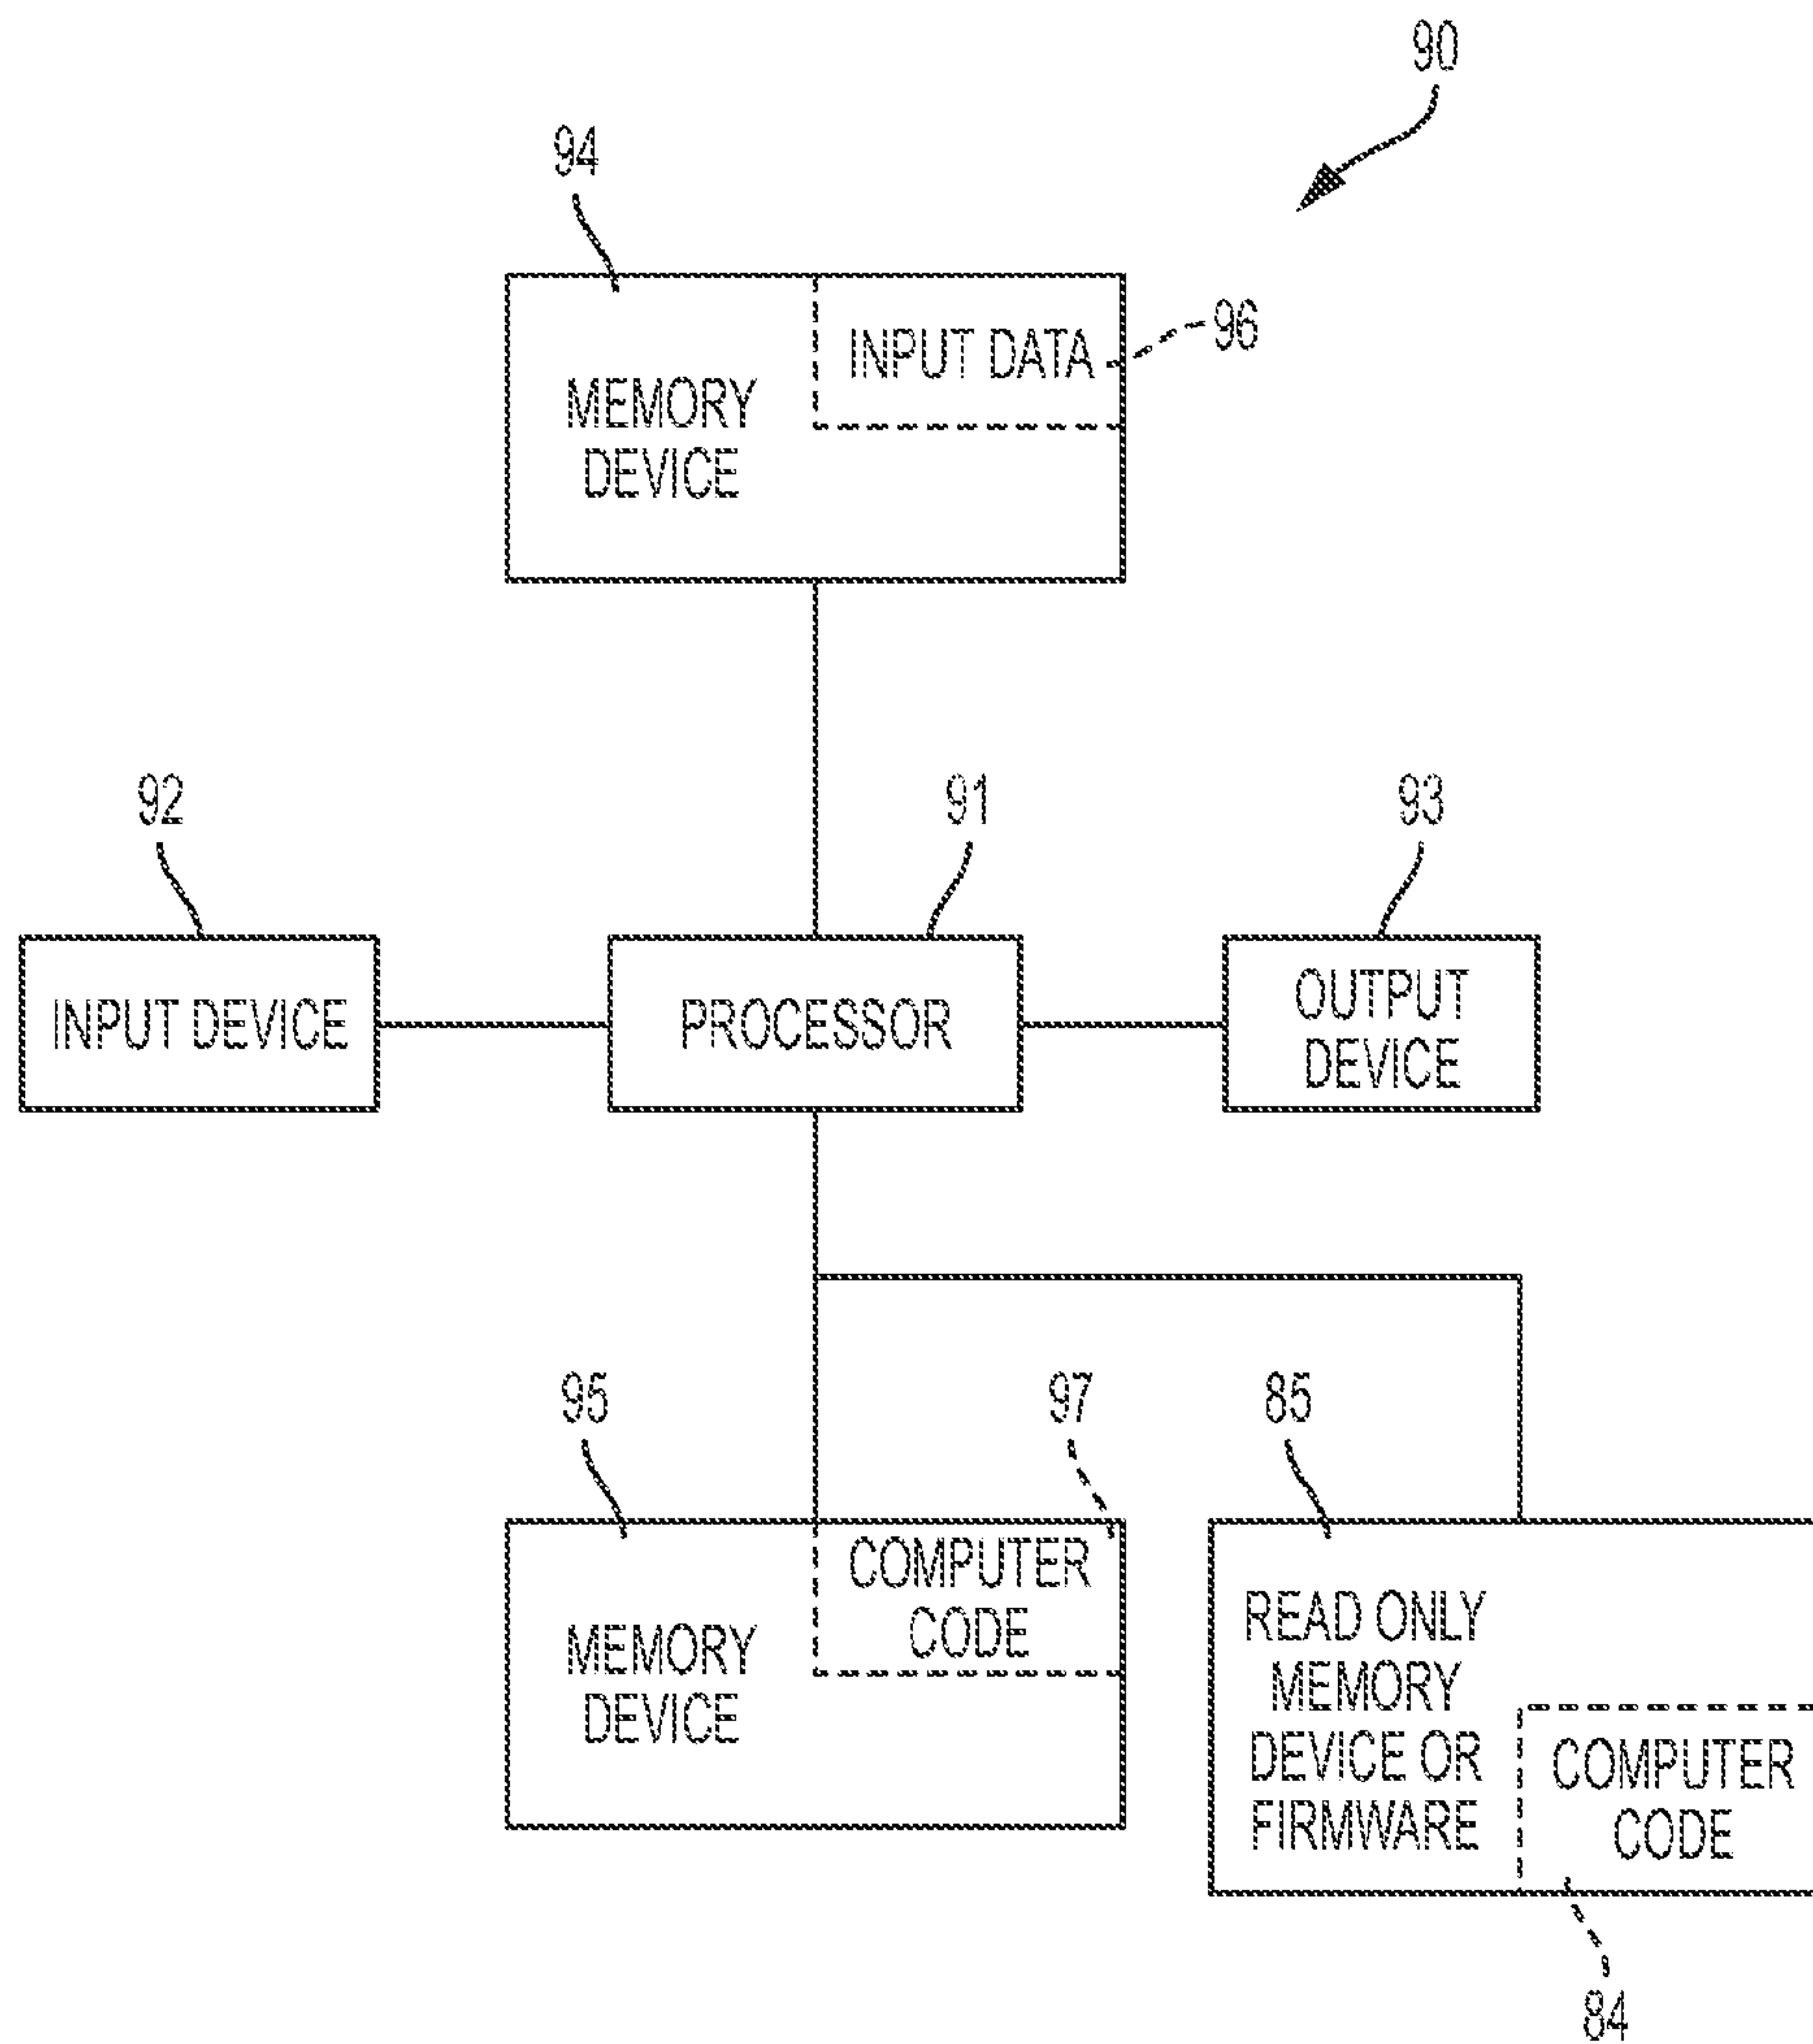 90
94
INPUT DATA
96
MEMORY
DEVICE
92
91
93
INPUT DEVICE
PROCESSOR
OUTPUT
DEVICE
95
97
85
COMPUTER
CODE
MEMORY
DEVICE
READ ONLY
MEMORY
DEVICE OR
FIRMWARE
COMPUTER
CODE
84